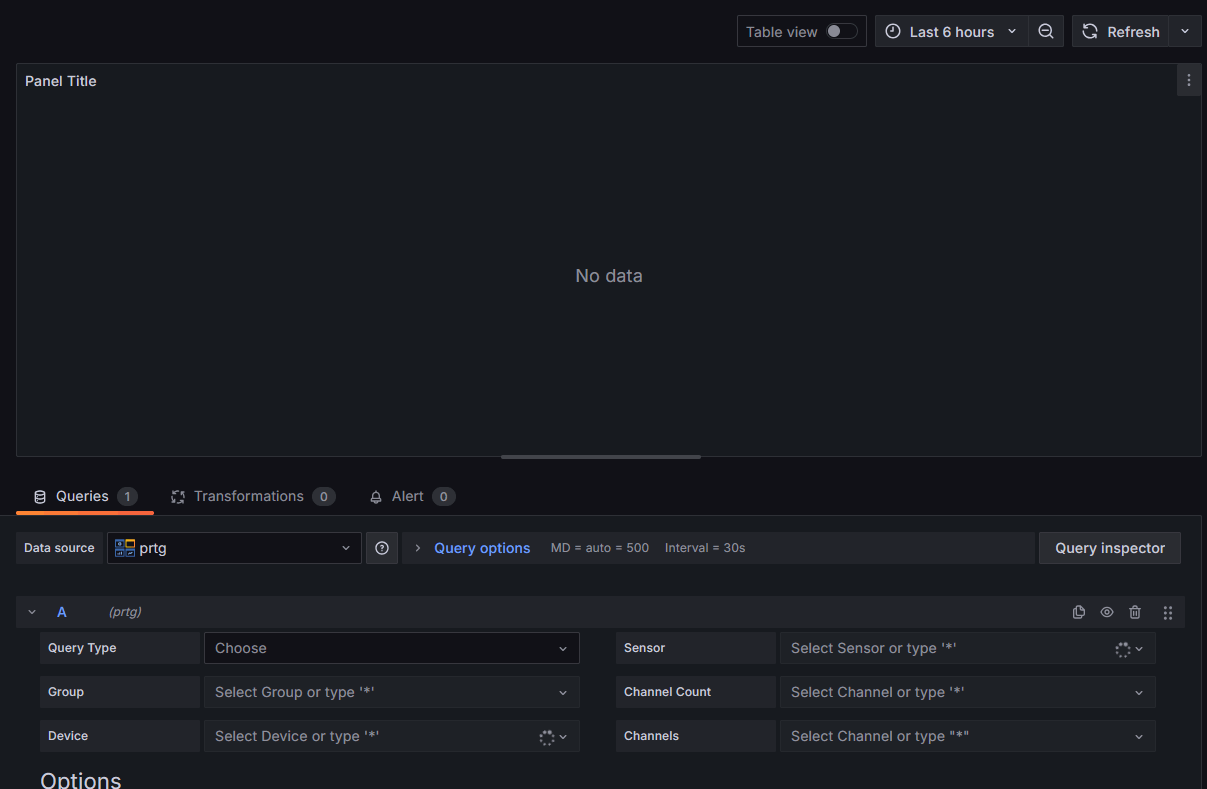 Table view Last 6 hours Refresh
Panel Title
No data
Queries 1 Transformations 0 Alert 0
Data source prtg Query options MD = auto = 500 Interval = 30s Query inspector
A (prtg)
Query Type Choose Sensor Select Sensor or type '*'
Group Select Group or type '*' Channel Count Select Channel or type '*'
Device Select Device or type '*' Channels Select Channel or type "*"
Options